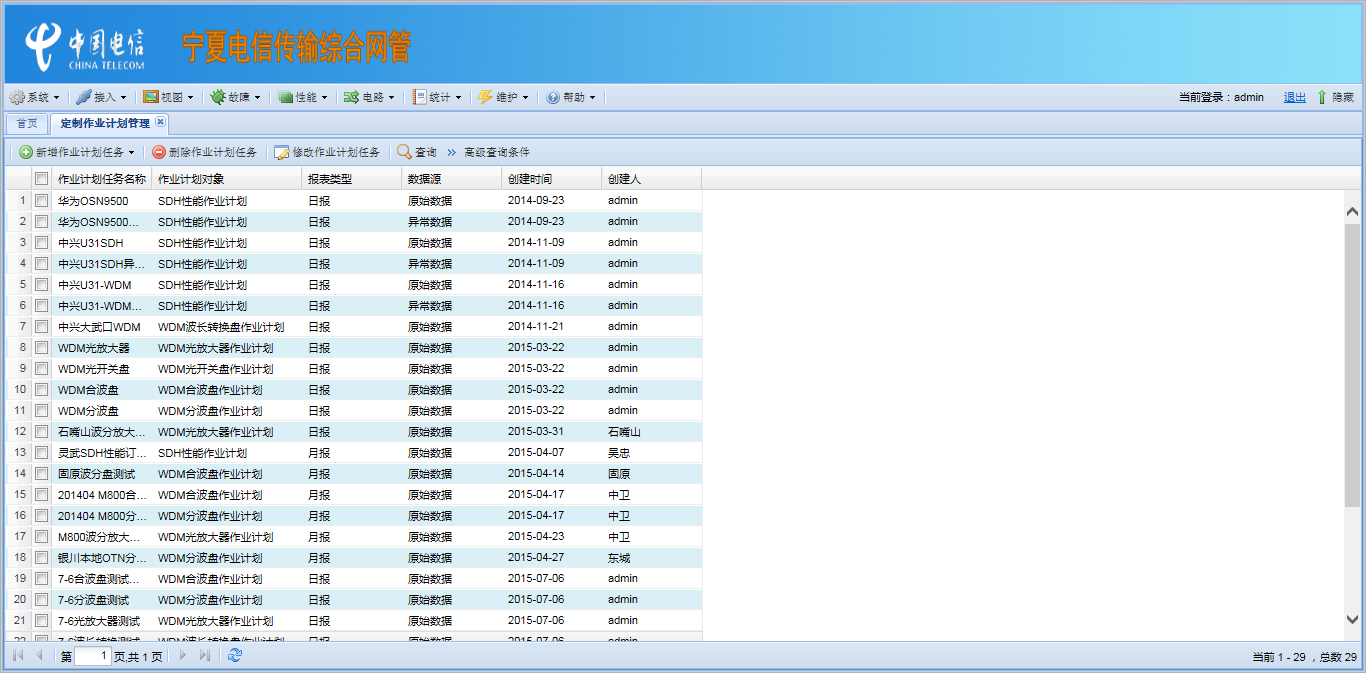 中国电信 宁夏电信传输综合网管
CHINA TELECOM
系统 接入 视图 故障 性能 电路 统计 维护 帮助 当前登录：admin 退出 隐藏
首页 定制作业计划管理
新增作业计划任务 删除作业计划任务 修改作业计划任务 查询 » 高级查询条件
作业计划任务名称 作业计划对象 报表类型 数据源 创建时间 创建人
1 华为OSN9500 SDH性能作业计划 日报 原始数据 2014-09-23 admin
2 华为OSN9500... SDH性能作业计划 日报 异常数据 2014-09-23 admin
3 中兴U31SDH SDH性能作业计划 日报 原始数据 2014-11-09 admin
4 中兴U31SDH异... SDH性能作业计划 日报 异常数据 2014-11-09 admin
5 中兴U31-WDM SDH性能作业计划 日报 原始数据 2014-11-16 admin
6 中兴U31-WDM... SDH性能作业计划 日报 异常数据 2014-11-16 admin
7 中兴大武口WDM WDM波长转换盘作业计划 日报 原始数据 2014-11-21 admin
8 WDM光放大器 WDM光放大器作业计划 日报 原始数据 2015-03-22 admin
9 WDM光开关盘 WDM光开关盘作业计划 日报 原始数据 2015-03-22 admin
10 WDM合波盘 WDM合波盘作业计划 日报 原始数据 2015-03-22 admin
11 WDM分波盘 WDM分波盘作业计划 日报 原始数据 2015-03-22 admin
12 石嘴山波分放大... WDM光放大器作业计划 日报 原始数据 2015-03-31 石嘴山
13 灵武SDH性能订... SDH性能作业计划 月报 原始数据 2015-04-07 吴忠
14 固原波分盘测试 WDM合波盘作业计划 月报 原始数据 2015-04-14 固原
15 201404 M800合... WDM合波盘作业计划 月报 原始数据 2015-04-17 中卫
16 201404 M800分... WDM分波盘作业计划 月报 原始数据 2015-04-17 中卫
17 M800波分放大... WDM光放大器作业计划 月报 原始数据 2015-04-23 中卫
18 银川本地OTN分... WDM分波盘作业计划 月报 原始数据 2015-04-27 东城
19 7-6合波盘测试... WDM合波盘作业计划 日报 原始数据 2015-07-06 admin
20 7-6分波盘测试 WDM分波盘作业计划 日报 原始数据 2015-07-06 admin
21 7-6光放大器测试 WDM光放大器作业计划 日报 原始数据 2015-07-06 admin
22 7-6波长转换测试 WDM波长转换盘作业计划 日报 原始数据 2015-07-06 admin
第 1 页,共 1 页 当前 1 - 29 ，总数 29